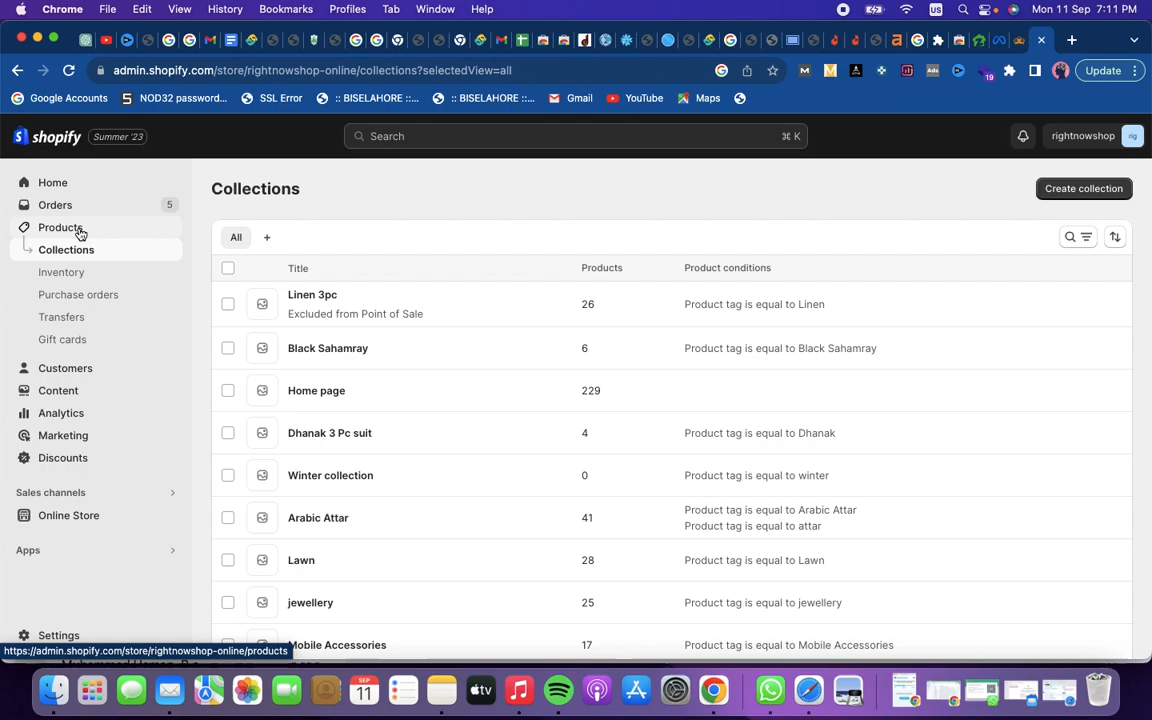 Chrome File Edit View History Bookmarks Profiles Tab Window Help US Mon 11 Sep 7:11 PM
admin.shopify.com/store/rightnowshop-online/collections?selectedView=all Ads 19 Update
Google Accounts NOD32 password... SSL Error :: BISELAHORE ::... :: BISELAHORE ::... Gmail YouTube Maps
shopify Summer '23 Search ⌘ K rightnowshop rig
Home
Orders 5
Products
Collections
Inventory
Purchase orders
Transfers
Gift cards
Customers
Content
Analytics
Marketing
Discounts
Sales channels
Online Store
Apps
Settings
https://admin.shopify.com/store/rightnowshop-online/products
Collections Create collection
All +
Title Products Product conditions
Linen 3pc 26 Product tag is equal to Linen
Excluded from Point of Sale
Black Sahamray 6 Product tag is equal to Black Sahamray
Home page 229
Dhanak 3 Pc suit 4 Product tag is equal to Dhanak
Winter collection 0 Product tag is equal to winter
Arabic Attar 41 Product tag is equal to Arabic Attar
Product tag is equal to attar
Lawn 28 Product tag is equal to Lawn
jewellery 25 Product tag is equal to jewellery
Mobile Accessories 17 Product tag is equal to Mobile Accessories
SEP
11
tv